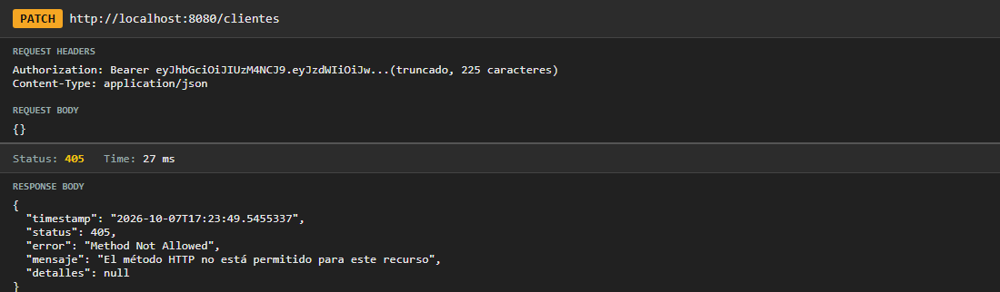 PATCH http://localhost:8080/clientes
REQUEST HEADERS
Authorization: Bearer eyJhbGciOiJIUzM4NCJ9.eyJzdWIiOiJw...(truncado, 225 caracteres)
Content-Type: application/json
REQUEST BODY
{}
Status: 405 Time: 27 ms
RESPONSE BODY
{
  "timestamp": "2026-10-07T17:23:49.5455337",
  "status": 405,
  "error": "Method Not Allowed",
  "mensaje": "El método HTTP no está permitido para este recurso",
  "detalles": null
}